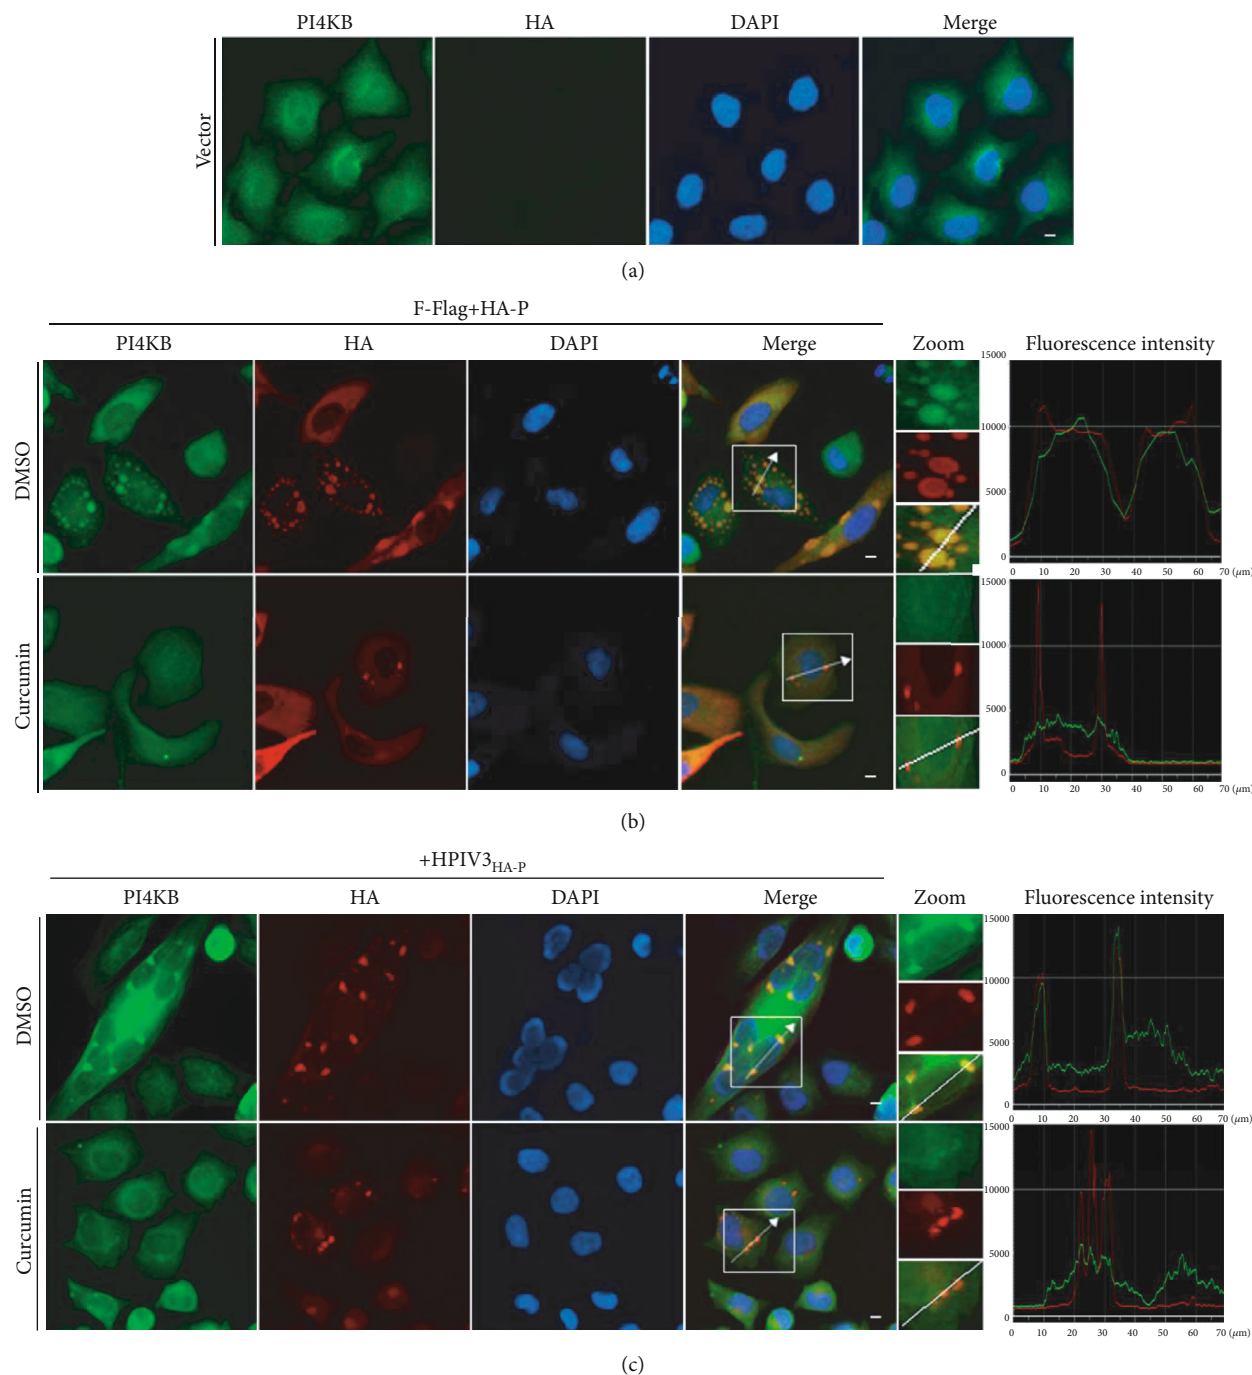 PI4KB HA DAPI Merge
Vector
(a)
F-Flag+HA-P
PI4KB HA DAPI Merge Zoom Fluorescence intensity
DMSO
15000
10000
5000
0
0 10 20 30 40 50 60 70 (μm)
Curcumin
15000
10000
5000
0
0 10 20 30 40 50 60 70 (μm)
(b)
+HPIV3HA-P
PI4KB HA DAPI Merge Zoom Fluorescence intensity
DMSO
15000
10000
5000
0
0 10 20 30 40 50 60 70 (μm)
Curcumin
15000
10000
5000
0
0 10 20 30 40 50 60 70 (μm)
(c)